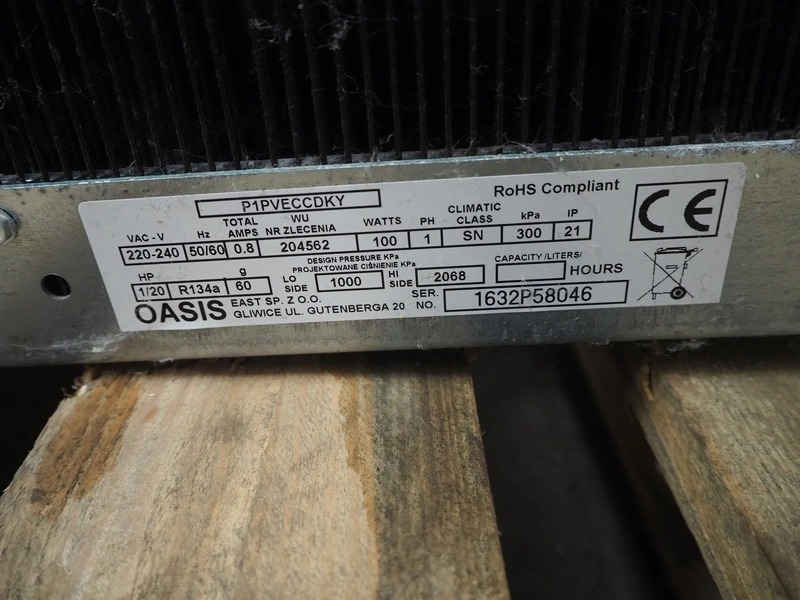 P1PVECCDKY
RoHS Compliant
CE
VAC - V Hz TOTAL AMPS WU NR ZLECENIA WATTS PH CLIMATIC CLASS kPa IP
220-240 50/60 0.8 204562 100 1 SN 300 21
HP g LO SIDE DESIGN PRESSURE KPa PROJEKTOWANE CIŚNIENIE KPa HI SIDE CAPACITY /LITERS/ HOURS
1/20 R134a 60 1000 2068
OASIS EAST SP. Z O.O.
GLIWICE UL. GUTENBERGA 20
SER. NO. 1632P58046